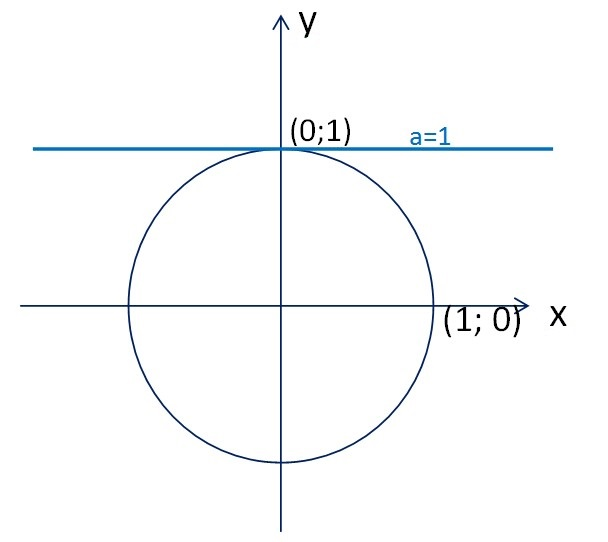 y
(0;1)
a=1
(1; 0)
x